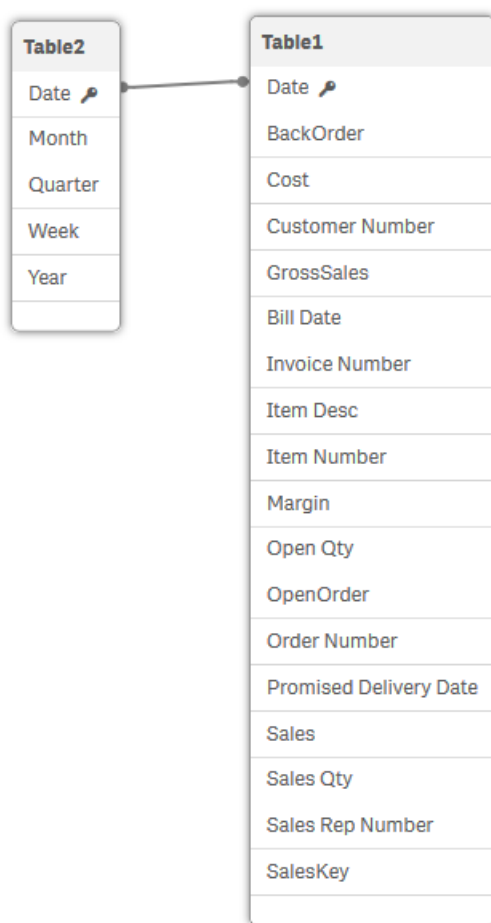 Table2
Date
Month
Quarter
Week
Year
Table1
Date
BackOrder
Cost
Customer Number
GrossSales
Bill Date
Invoice Number
Item Desc
Item Number
Margin
Open Qty
OpenOrder
Order Number
Promised Delivery Date
Sales
Sales Qty
Sales Rep Number
SalesKey